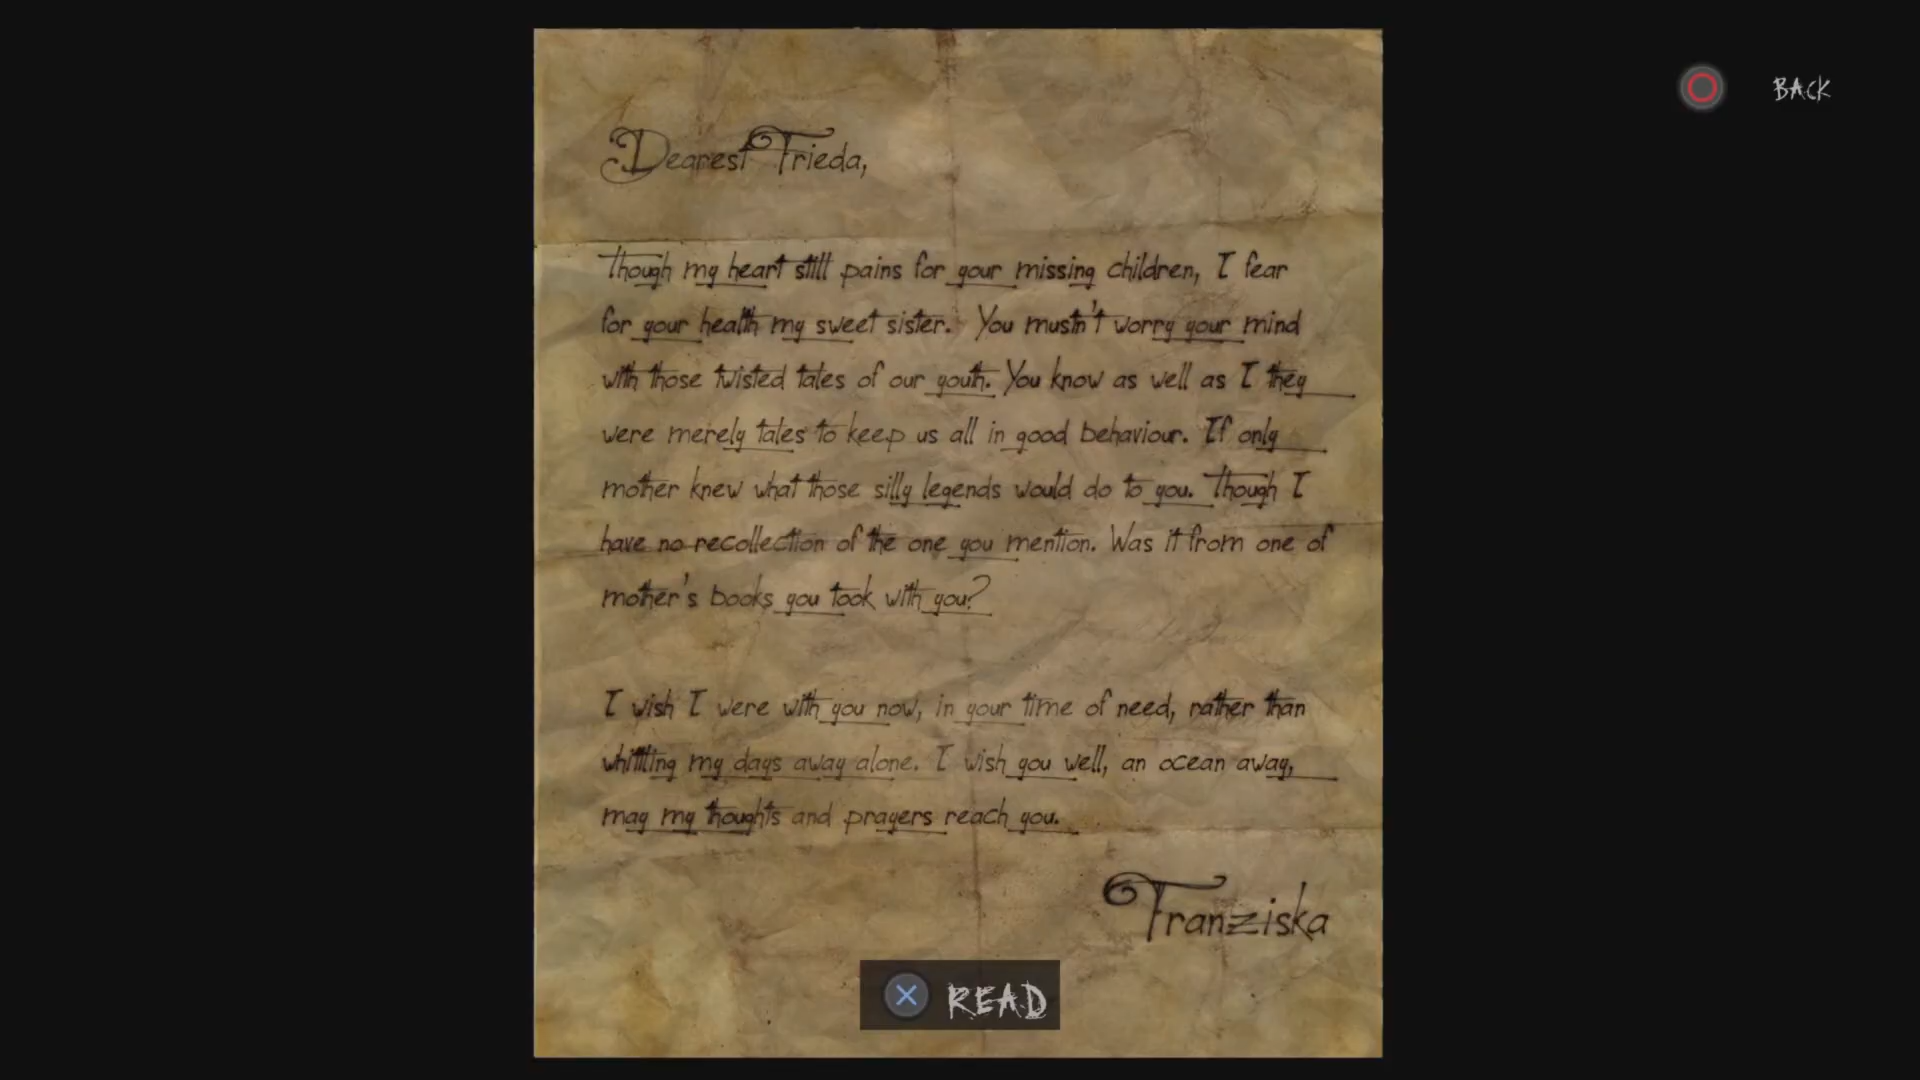 BACK
Dearest Frieda,
Though my heart still pains for your missing children, I fear
for your health my sweet sister. You mustn't worry your mind
with those twisted tales of our youth. You know as well as I they
were merely tales to keep us all in good behaviour. If only
mother knew what those silly legends would do to you. Though I
have no recollection of the one you mention. Was it from one of
mother's books you took with you?
I wish I were with you now, in your time of need, rather than
whittling my days away alone. I wish you well, an ocean away,
may my thoughts and prayers reach you.
Franziska
READ